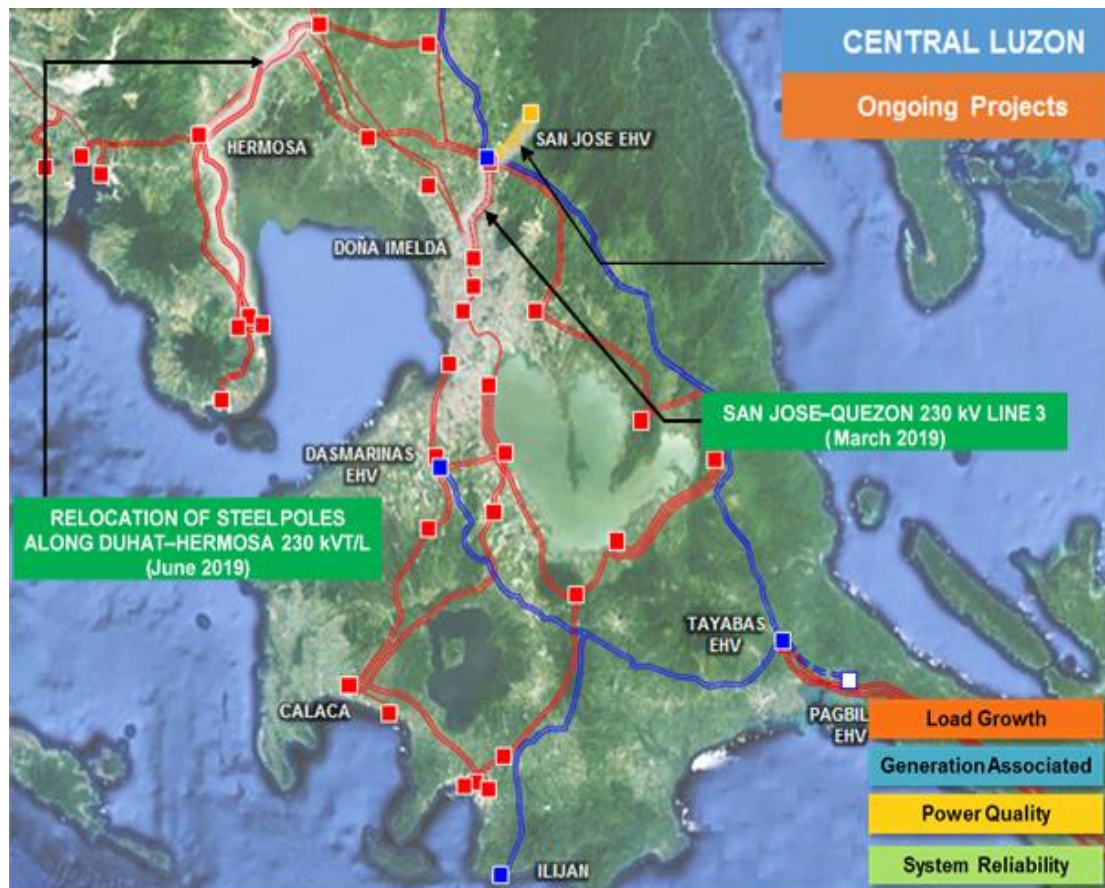 CENTRAL LUZON
Ongoing Projects
SAN JOSE EHV
HERMOSA
DOÑA IMELDA
SAN JOSE–QUEZON 230 kV LINE 3
(March 2019)
DASMARINAS
EHV
RELOCATION OF STEEL POLES
ALONG DUHAT–HERMOSA 230 kVT/L
(June 2019)
TAYABAS
EHV
CALACA
PAGBIL
EHV
Load Growth
Generation Associated
Power Quality
System Reliability
ILIJAN